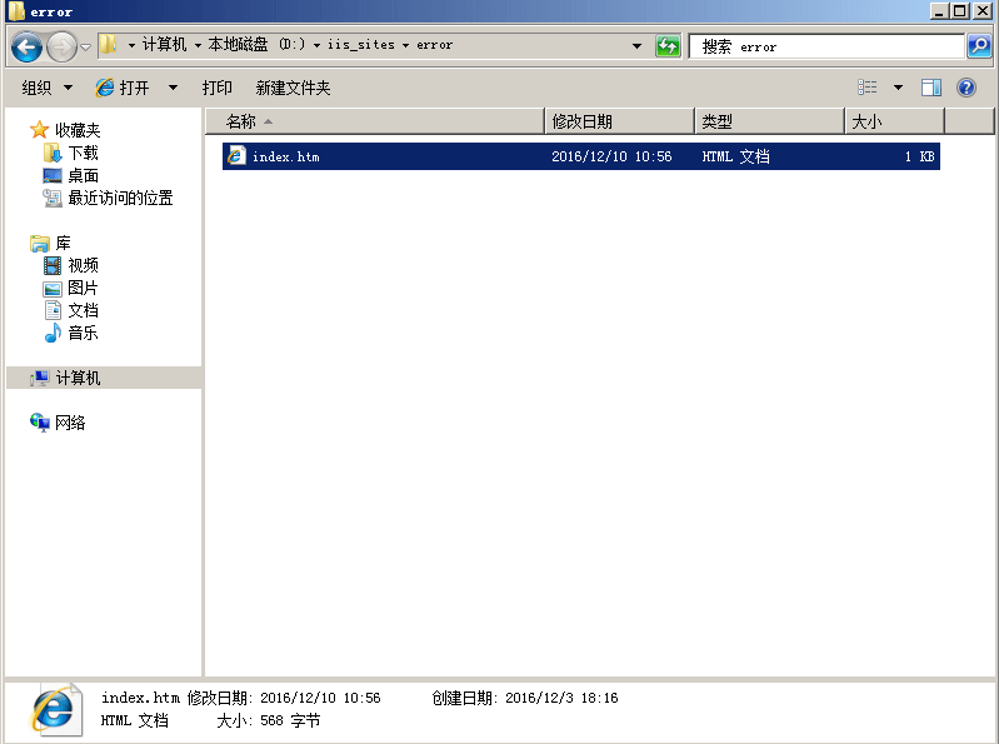 error
计算机 本地磁盘 (D:) iis_sites error
搜索 error
组织 打开 打印 新建文件夹
名称 修改日期 类型 大小
index.htm 2016/12/10 10:56 HTML 文档 1 KB
收藏夹
下载
桌面
最近访问的位置
库
视频
图片
文档
音乐
计算机
网络
index.htm 修改日期: 2016/12/10 10:56 创建日期: 2016/12/3 18:16
HTML 文档 大小: 568 字节